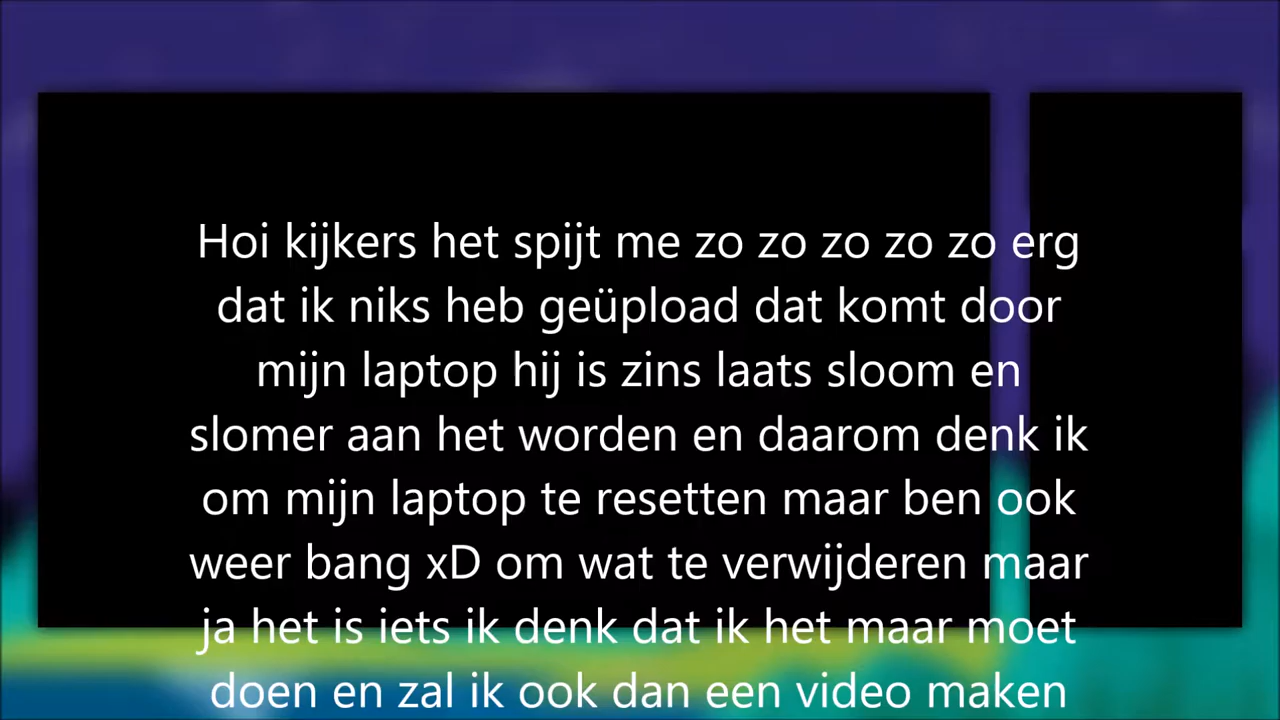 Hoi kijkers het spijt me zo zo zo zo zo erg
dat ik niks heb geüpload dat komt door
mijn laptop hij is zins laats sloom en
slomer aan het worden en daarom denk ik
om mijn laptop te resetten maar ben ook
weer bang xD om wat te verwijderen maar
ja het is iets ik denk dat ik het maar moet
doen en zal ik ook dan een video maken